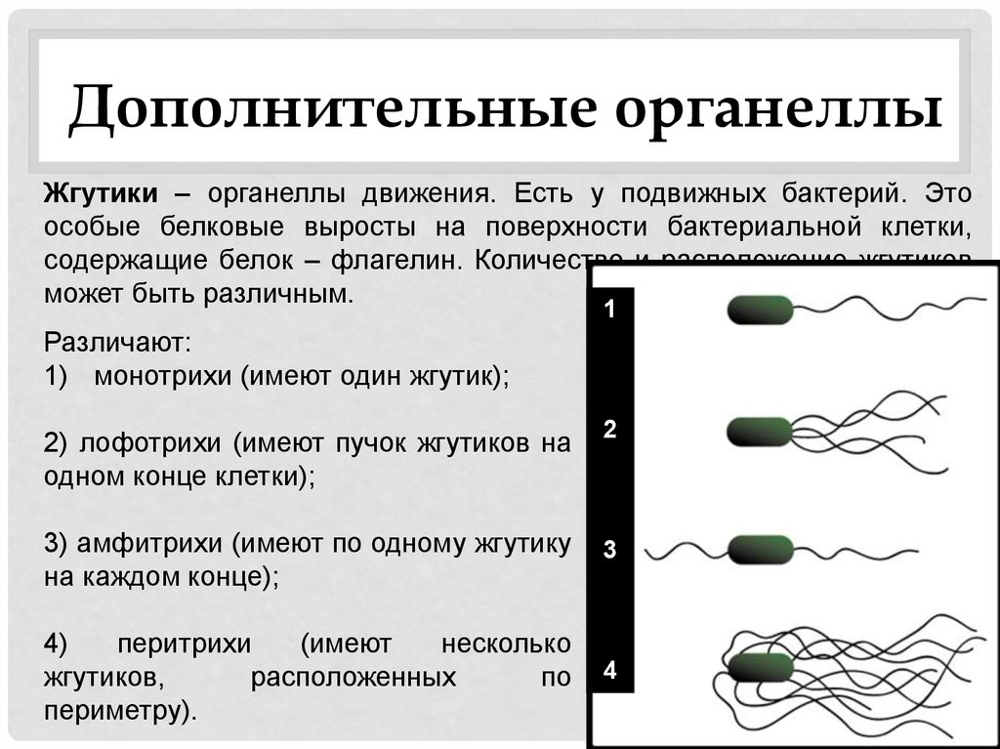 Дополнительные органеллы
Жгутики – органеллы движения. Есть у подвижных бактерий. Это
особые белковые выросты на поверхности бактериальной клетки,
содержащие белок – флагелин. Количество и расположение жгутиков
может быть различным.
Различают:
1) монотрихи (имеют один жгутик);
2) лофотрихи (имеют пучок жгутиков на
одном конце клетки);
3) амфитрихи (имеют по одному жгутику
на каждом конце);
4) перитрихи (имеют несколько
жгутиков, расположенных по
периметру).
1
2
3
4